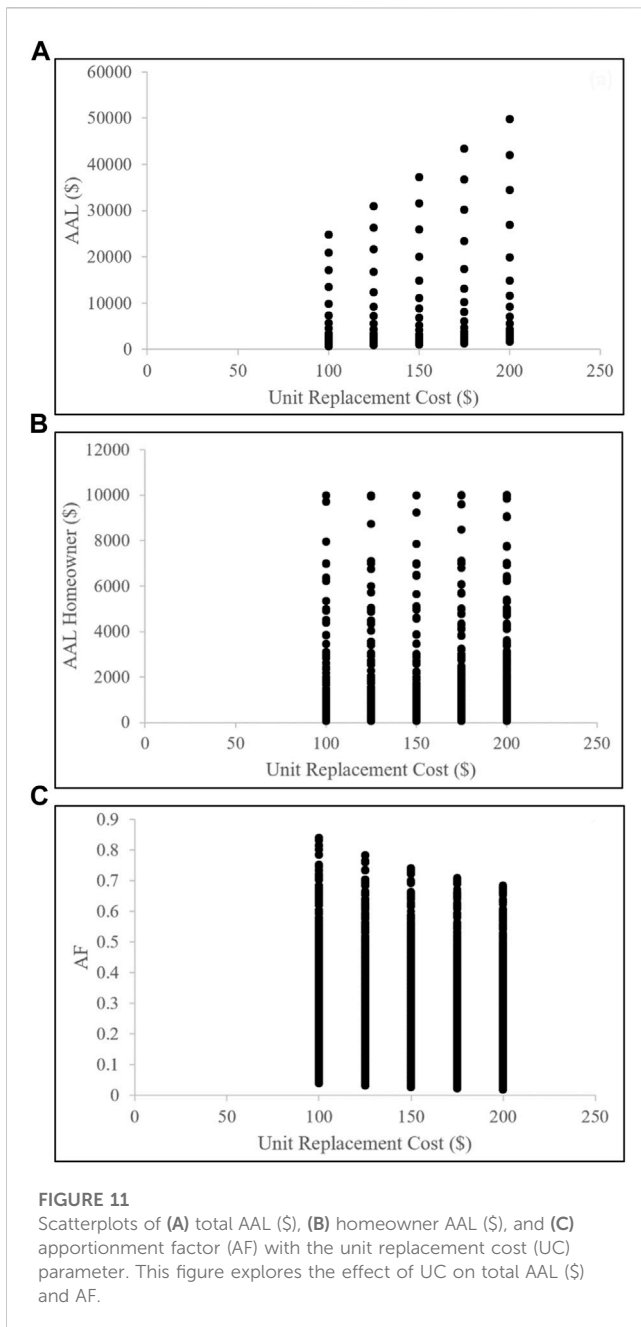 A
(a)
60000
50000
40000
30000
20000
10000
0
AAL ($)
0 50 100 150 200 250
Unit Replacement Cost ($)
B
12000
10000
8000
6000
4000
2000
0
AAL Homeowner ($)
0 50 100 150 200 250
Unit Replacement Cost ($)
C
0.9
0.8
0.7
0.6
0.5
0.4
0.3
0.2
0.1
0
AF
0 50 100 150 200 250
Unit Replacement Cost ($)
FIGURE 11
Scatterplots of (A) total AAL ($), (B) homeowner AAL ($), and (C)
apportionment factor (AF) with the unit replacement cost (UC)
parameter. This figure explores the effect of UC on total AAL ($)
and AF.